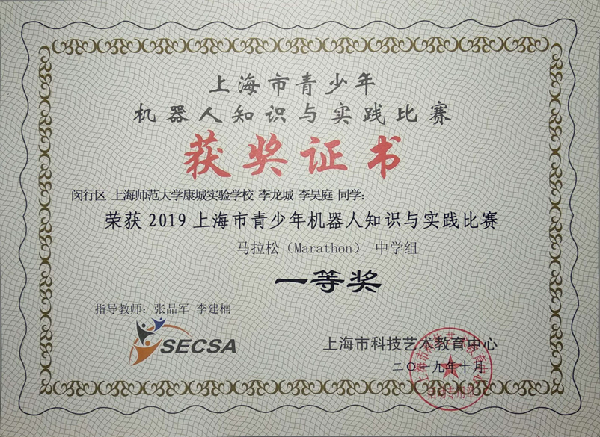 上海市青少年
机器人知识与实践比赛
获奖证书
闵行区 上海师范大学康城实验学校 李龙城 李昊庭 同学:
荣获 2019 上海市青少年机器人知识与实践比赛
马拉松(Marathon) 中学组
一等奖
指导教师: 张晶军 李建楠
SECSA
上海市科技艺术教育中心
二〇一九年十月